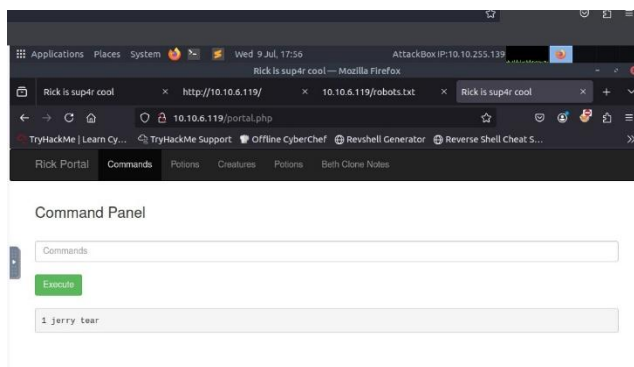 Applications Places System Wed 9 Jul, 17:56 AttackBox IP:10.10.255.139
Rick is sup4r cool — Mozilla Firefox
Rick is sup4r cool × http://10.10.6.119/ × 10.10.6.119/robots.txt × Rick is sup4r cool ×
10.10.6.119/portal.php
TryHackMe | Learn Cy... TryHackMe Support Offline CyberChef Revshell Generator Reverse Shell Cheat S...
Rick Portal Commands Potions Creatures Potions Beth Clone Notes
Command Panel
Commands
Execute
1 jerry tear